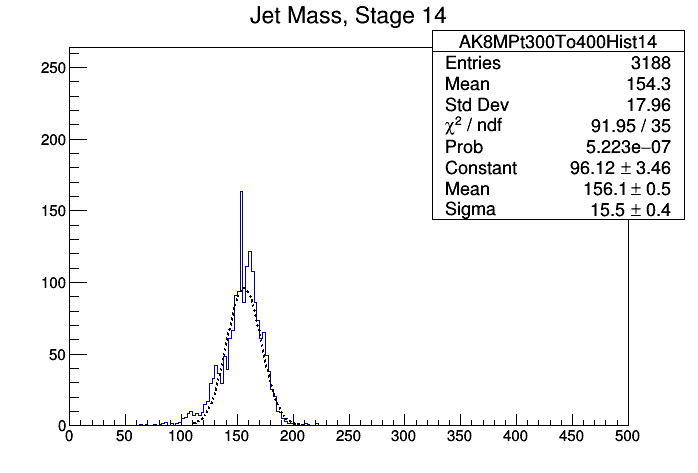 Jet Mass, Stage 14
AK8MPt300To400Hist14
Entries 3188
Mean 154.3
Std Dev 17.96
χ² / ndf 91.95 / 35
Prob 5.223e−07
Constant 96.12 ± 3.46
Mean 156.1 ± 0.5
Sigma 15.5 ± 0.4
250
200
150
100
50
0
0 50 100 150 200 250 300 350 400 450 500